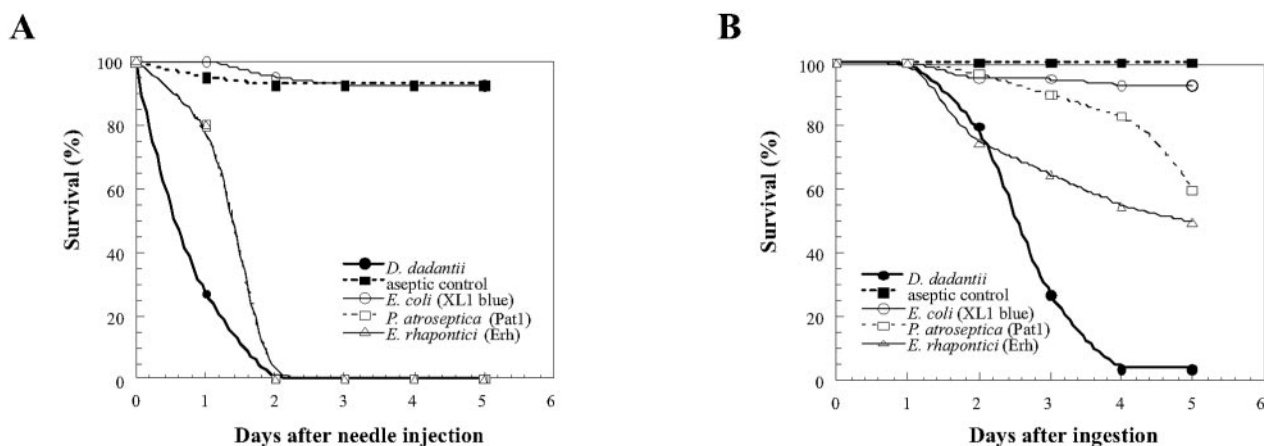 A
Survival (%)
100
80
60
40
20
0
0 1 2 3 4 5 6
Days after needle injection
D. dadantii
aseptic control
E. coli (XL1 blue)
P. atroseptica (Pat1)
E. rhapontici (Erh)
B
Survival (%)
100
80
60
40
20
0
0 1 2 3 4 5 6
Days after ingestion
D. dadantii
aseptic control
E. coli (XL1 blue)
P. atroseptica (Pat1)
E. rhapontici (Erh)